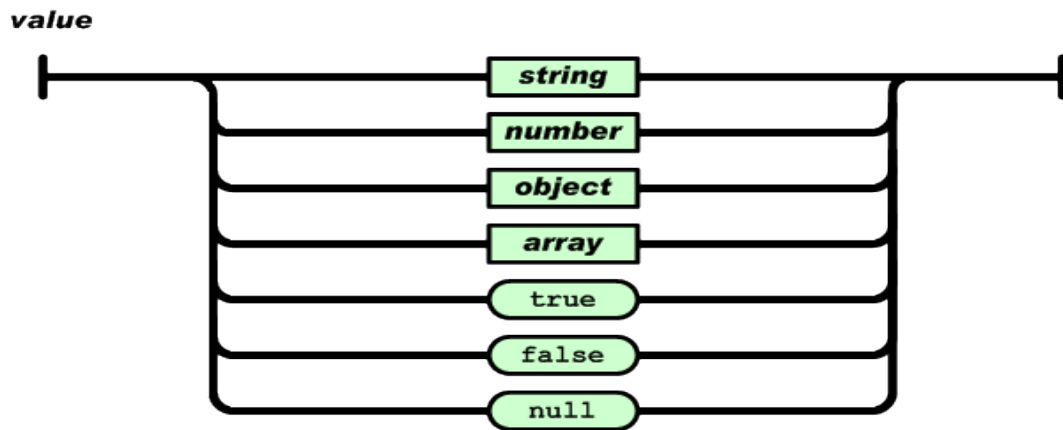 value
string
number
object
array
true
false
null